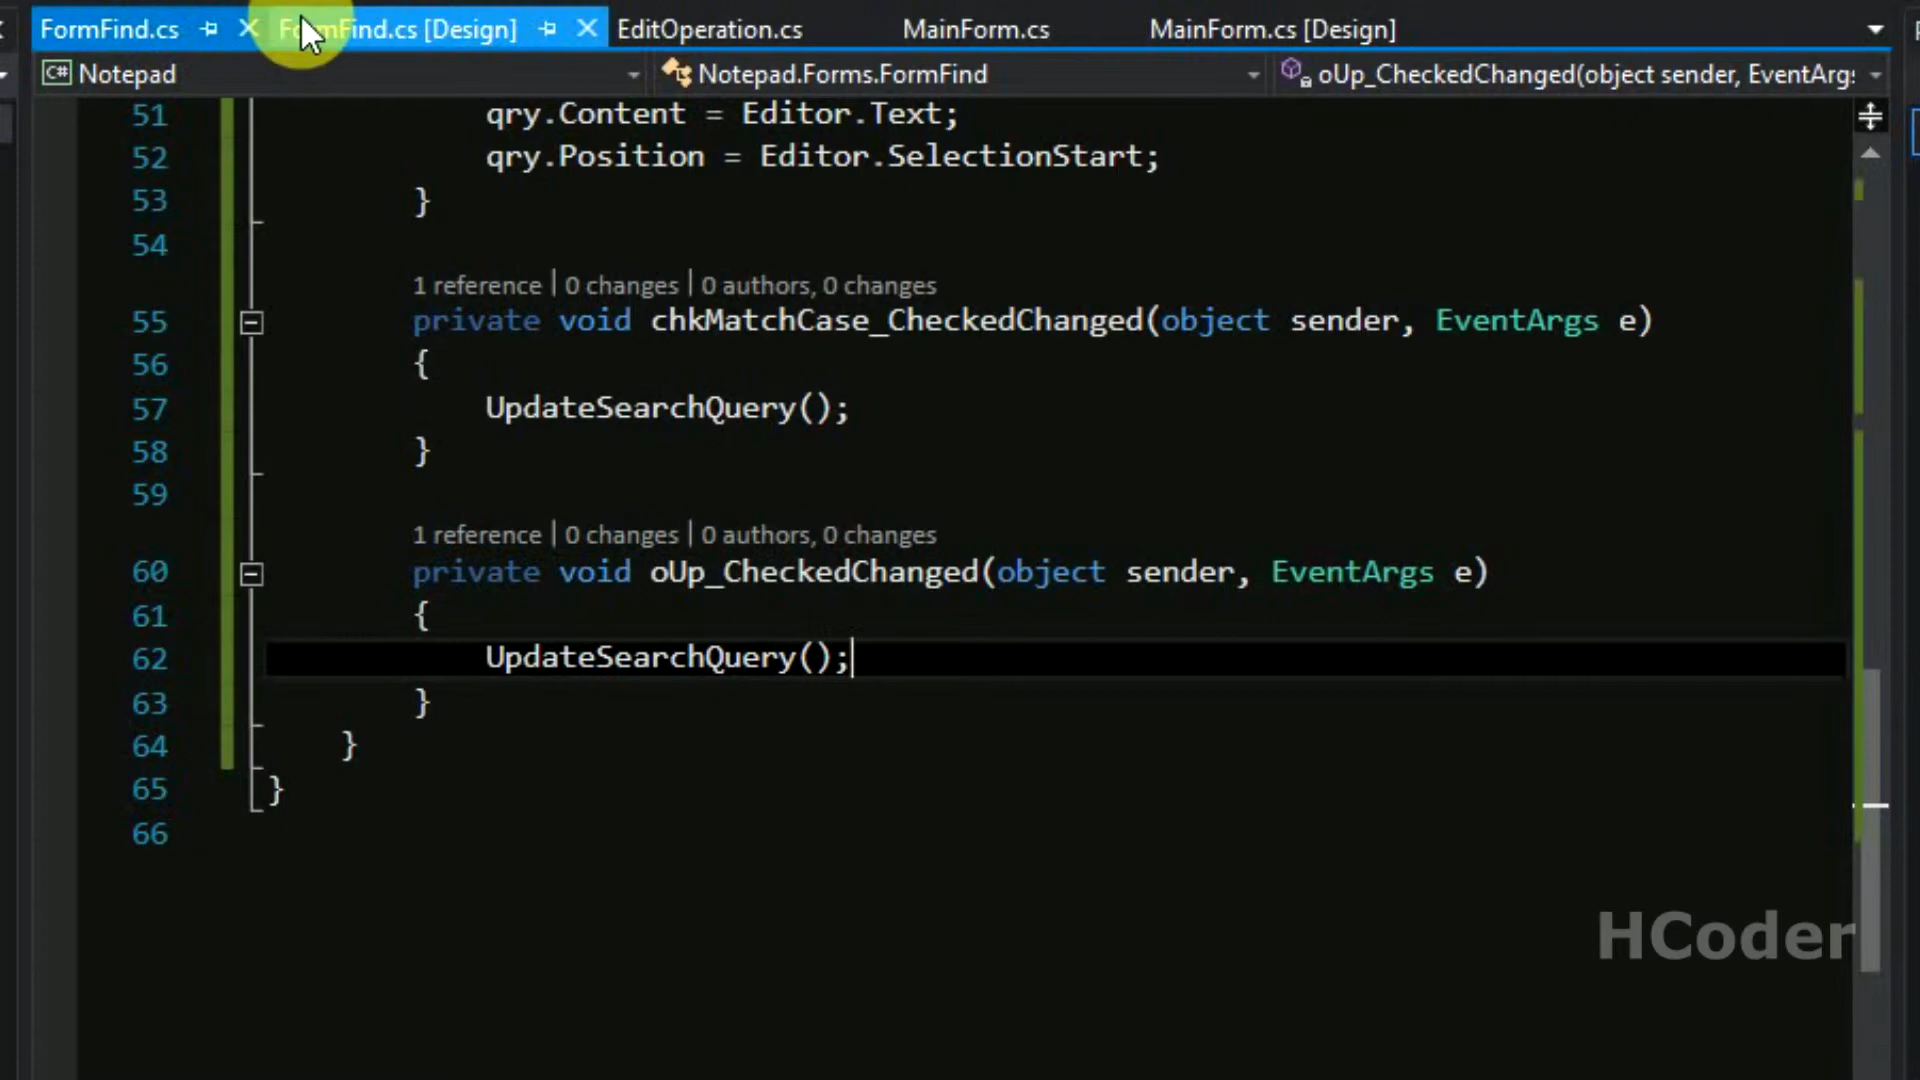 FormFind.cs FormFind.cs [Design] EditOperation.cs MainForm.cs MainForm.cs [Design]
C# Notepad Notepad.Forms.FormFind oUp_CheckedChanged(object sender, EventArgs
51 qry.Content = Editor.Text;
52 qry.Position = Editor.SelectionStart;
53 }
54
1 reference | 0 changes | 0 authors, 0 changes
55 private void chkMatchCase_CheckedChanged(object sender, EventArgs e)
56 {
57 UpdateSearchQuery();
58 }
59
1 reference | 0 changes | 0 authors, 0 changes
60 private void oUp_CheckedChanged(object sender, EventArgs e)
61 {
62 UpdateSearchQuery();
63 }
64 }
65 }
66
HCoder